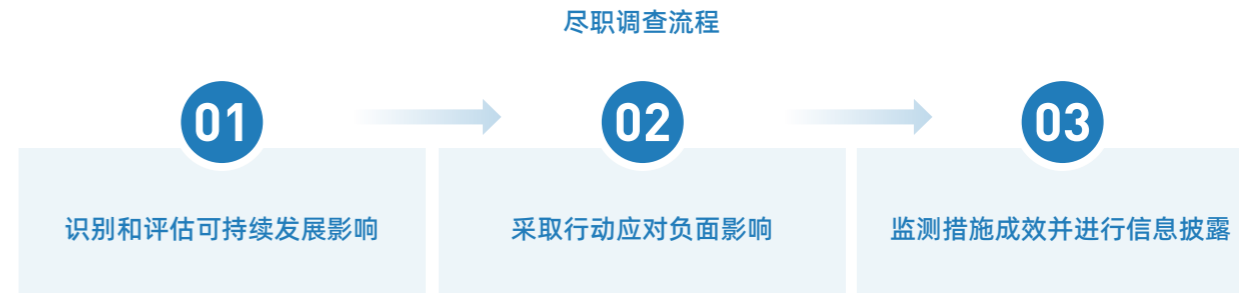 尽职调查流程
01
02
03
识别和评估可持续发展影响
采取行动应对负面影响
监测措施成效并进行信息披露